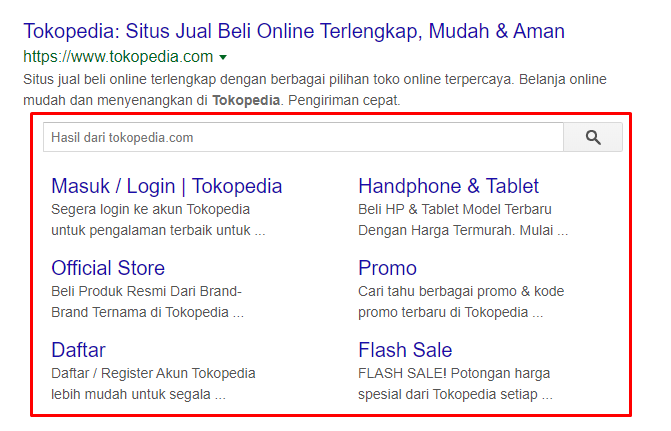 Tokopedia: Situs Jual Beli Online Terlengkap, Mudah & Aman
https://www.tokopedia.com
Situs jual beli online terlengkap dengan berbagai pilihan toko online terpercaya. Belanja online
mudah dan menyenangkan di Tokopedia. Pengiriman cepat.
Hasil dari tokopedia.com
Masuk / Login | Tokopedia
Segera login ke akun Tokopedia
untuk pengalaman terbaik untuk ...
Handphone & Tablet
Beli HP & Tablet Model Terbaru
Dengan Harga Termurah. Mulai ...
Official Store
Beli Produk Resmi Dari Brand-
Brand Ternama di Tokopedia ...
Promo
Cari tahu berbagai promo & kode
promo terbaru di Tokopedia ...
Daftar
Daftar / Register Akun Tokopedia
lebih mudah untuk segala ...
Flash Sale
FLASH SALE! Potongan harga
spesial dari Tokopedia setiap ...